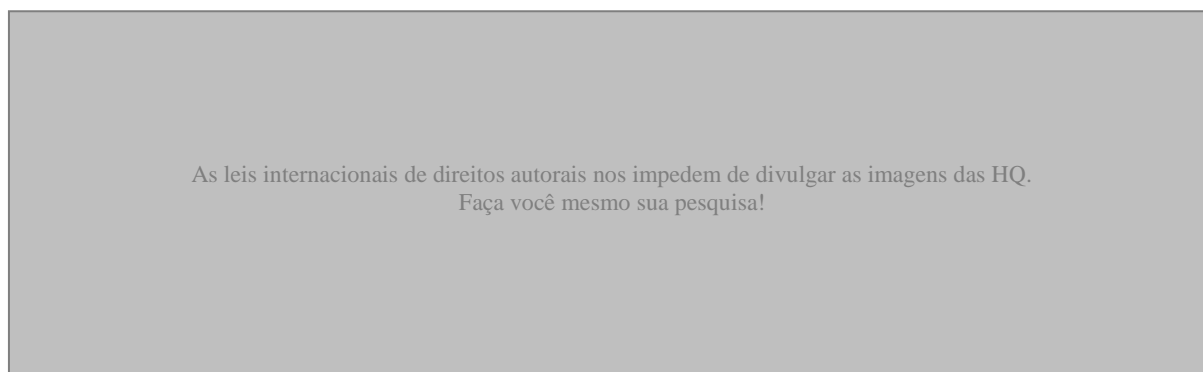 As leis internacionais de direitos autorais nos impedem de divulgar as imagens das HQ.
Faça você mesmo sua pesquisa!